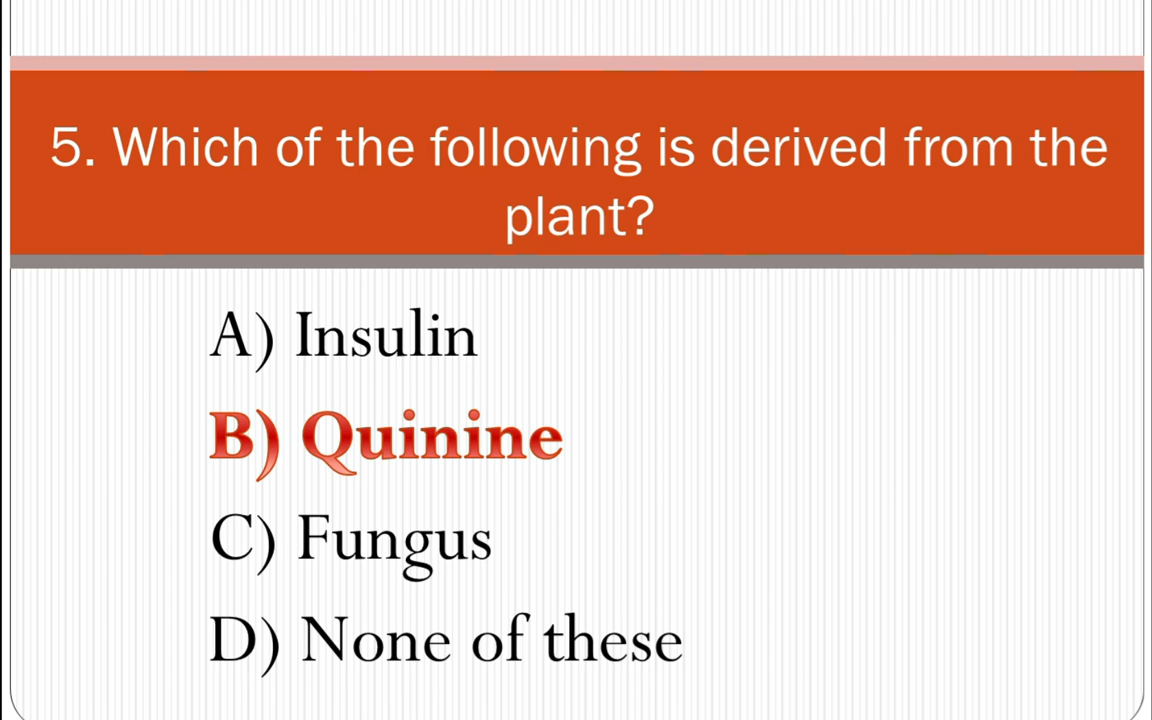 5. Which of the following is derived from the
plant?
A) Insulin
B) Quinine
C) Fungus
D) None of these